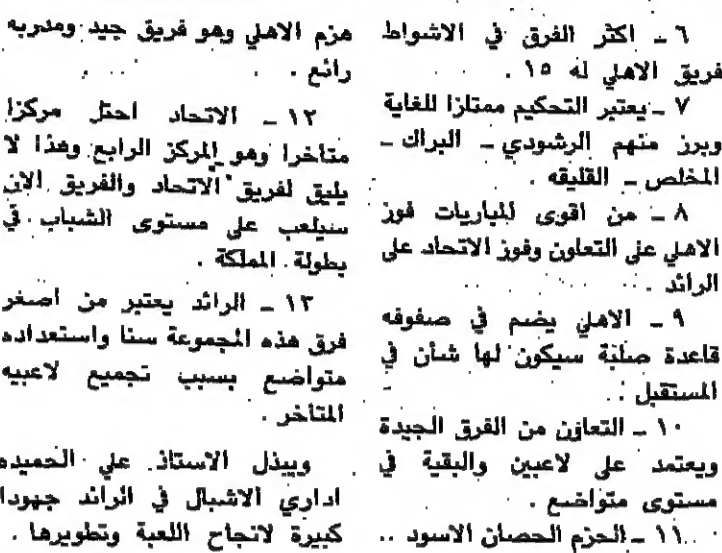 ٦ ـ اكثر الفرق في الاشواط
فريق الاهلي له ١٥ .
٧ ـ يعتبر التحكيم ممتازا للغاية
وبرز منهم الرشودي ـ البراك ـ
المخلص ـ القليقه .
٨ ـ من اقوى المباريات فوز
الاهلي على التعاون وفوز الاتحاد على
الرائد .
٩ ـ الاهلي يضم في صفوفه
قاعدة صلبة سيكون لها شأن في
المستقبل .
١٠ ـ التعاون من الفرق الجيدة
ويعتمد على لاعبين والبقية في
مستوى متواضع .
١١ ـ الحزم الحصان الاسود ..
هزم الاهلي وهو فريق جيد ومدربه
رائع .
١٢ ـ الاتحاد احتل مركزا
متاخرا وهو المركز الرابع وهذا لا
يليق لفريق الاتحاد والفريق الان
سيلعب على مستوى الشباب في
بطولة المملكة .
١٣ ـ الرائد يعتبر من اصغر
فرق هذه المجموعة سنا واستعداده
متواضع بسبب تجميع لاعبيه
المتاخر .
ويبذل الاستاذ علي الحميده
اداري الاشبال في الرائد جهودا
كبيرة لانجاح اللعبة وتطويرها .